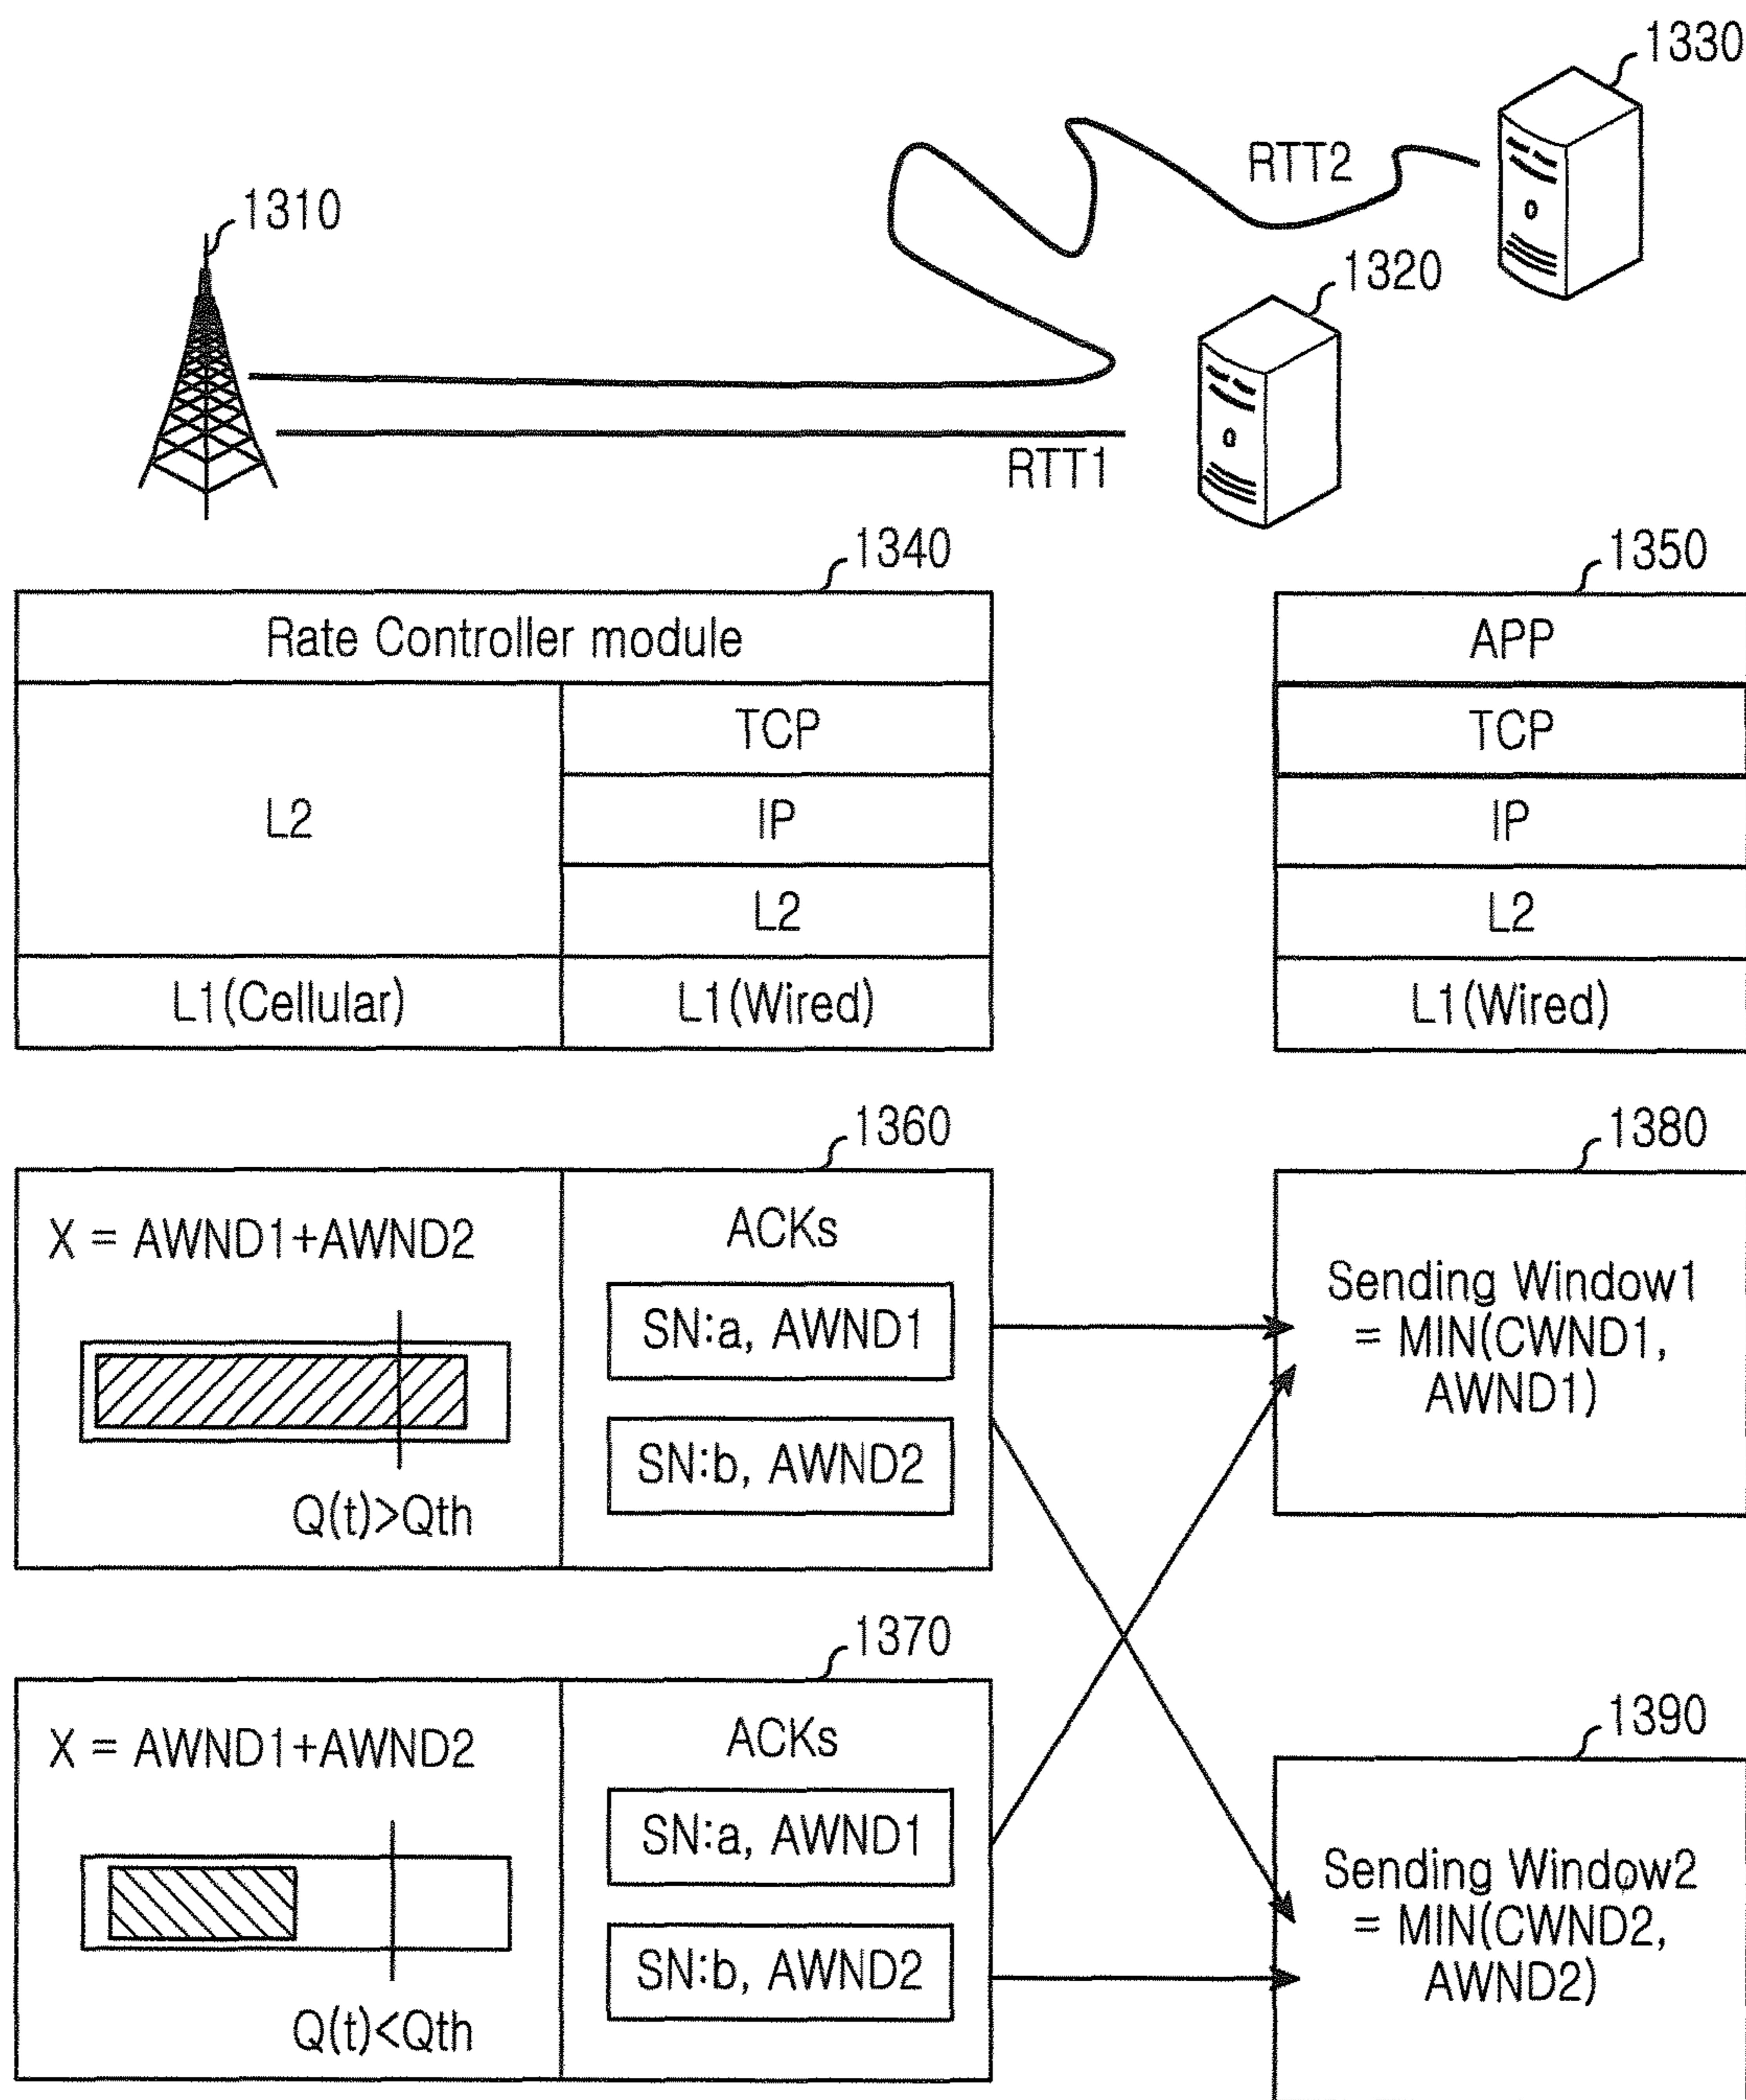 1330
RTT2
1310
1320
RTT1
1340
1350
Rate Controller module
APP
TCP
TCP
L2
IP
IP
L2
L2
L1(Cellular)
L1(Wired)
L1(Wired)
1360
1380
X = AWND1+AWND2
ACKs
SN:a, AWND1
SN:b, AWND2
Q(t)>Qth
Sending Window1
= MIN(CWND1,
AWND1)
1370
1390
X = AWND1+AWND2
ACKs
SN:a, AWND1
SN:b, AWND2
Q(t)<Qth
Sending Window2
= MIN(CWND2,
AWND2)